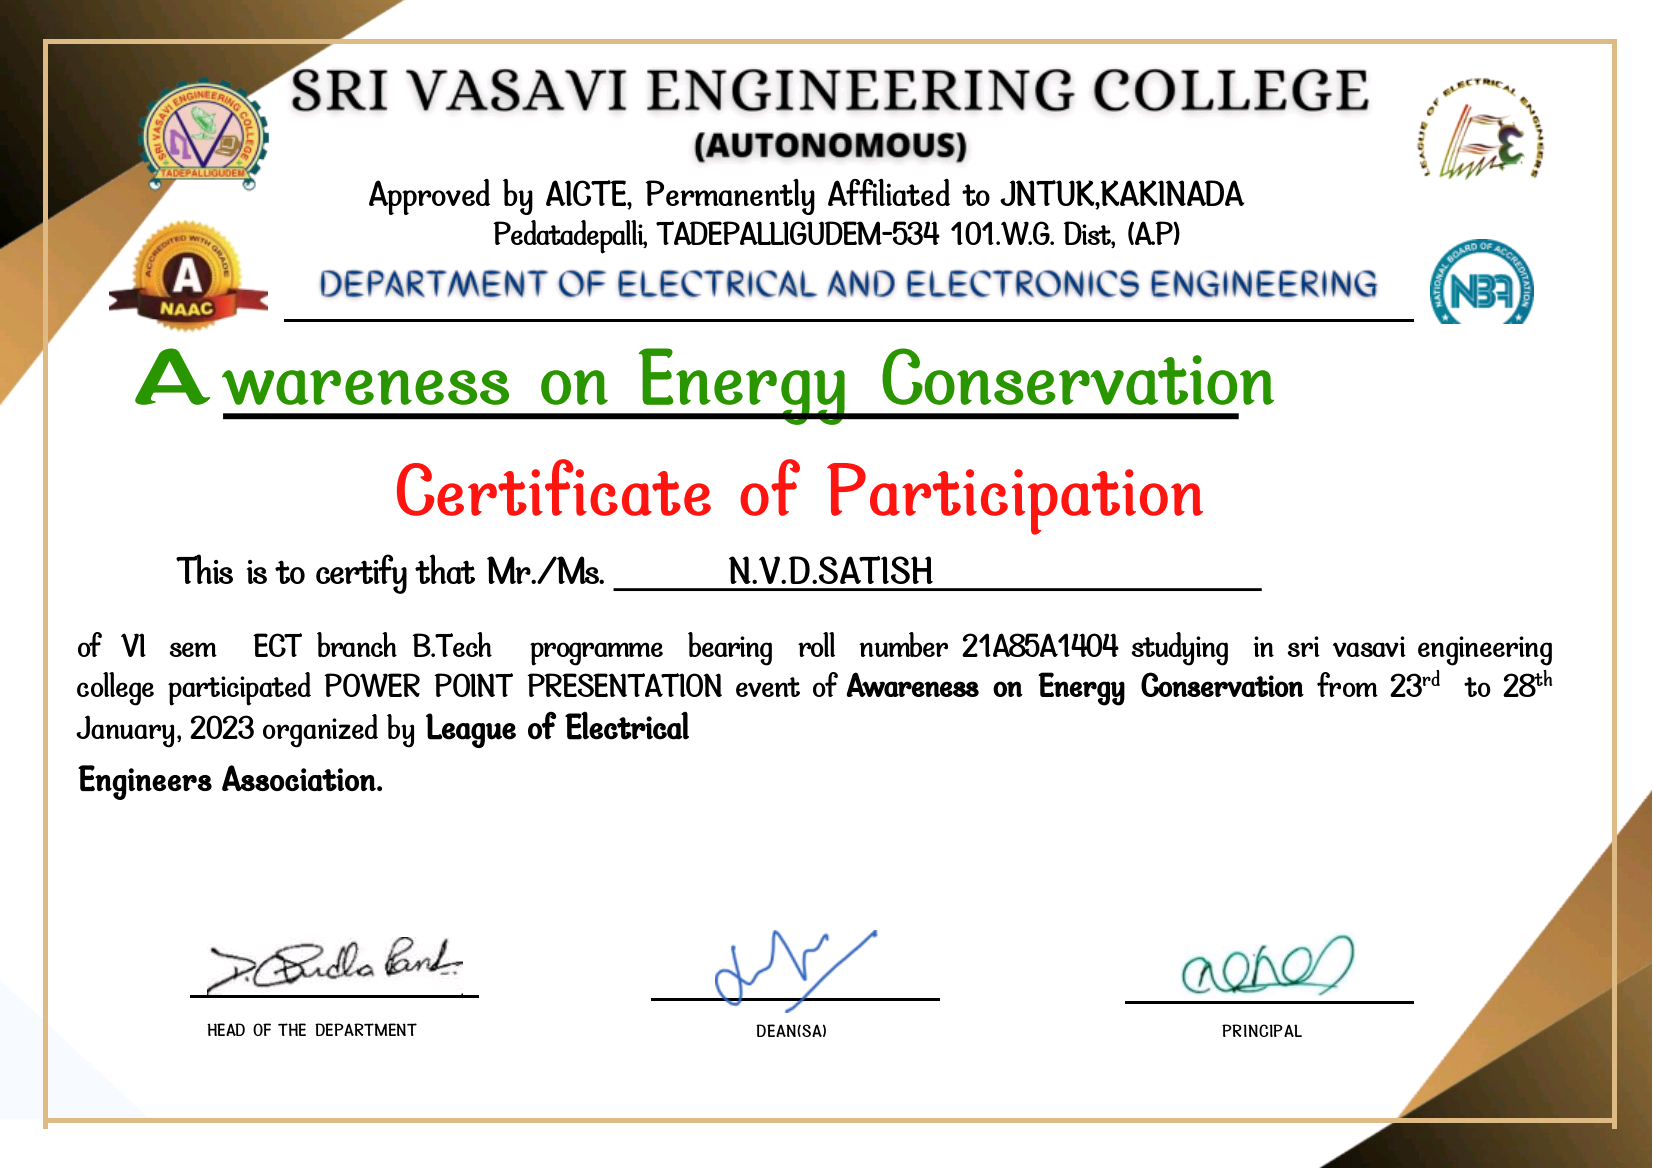 SRI VASAVI ENGINEERING COLLEGE
(AUTONOMOUS)
Approved by AICTE, Permanently Affiliated to JNTUK,KAKINADA
Pedatadepalli, TADEPALLIGUDEM-534 101.W.G. Dist, (A.P)
DEPARTMENT OF ELECTRICAL AND ELECTRONICS ENGINEERING
SRI VASAVI ENGINEERING COLLEGE
TADEPALLIGUDEM
LEAGUE OF ELECTRICAL ENGINEERS
ACCREDITED WITH GRADE
A
NAAC
NATIONAL BOARD OF ACCREDITATION
NBA
Awareness on Energy Conservation
Certificate of Participation
This is to certify that Mr./Ms. N.V.D.SATISH
of VI sem ECT branch B.Tech programme bearing roll number 21A85A1404 studying in sri vasavi engineering
college participated POWER POINT PRESENTATION event of Awareness on Energy Conservation from 23rd to 28th
January, 2023 organized by League of Electrical
Engineers Association.
HEAD OF THE DEPARTMENT
DEAN(SA)
PRINCIPAL